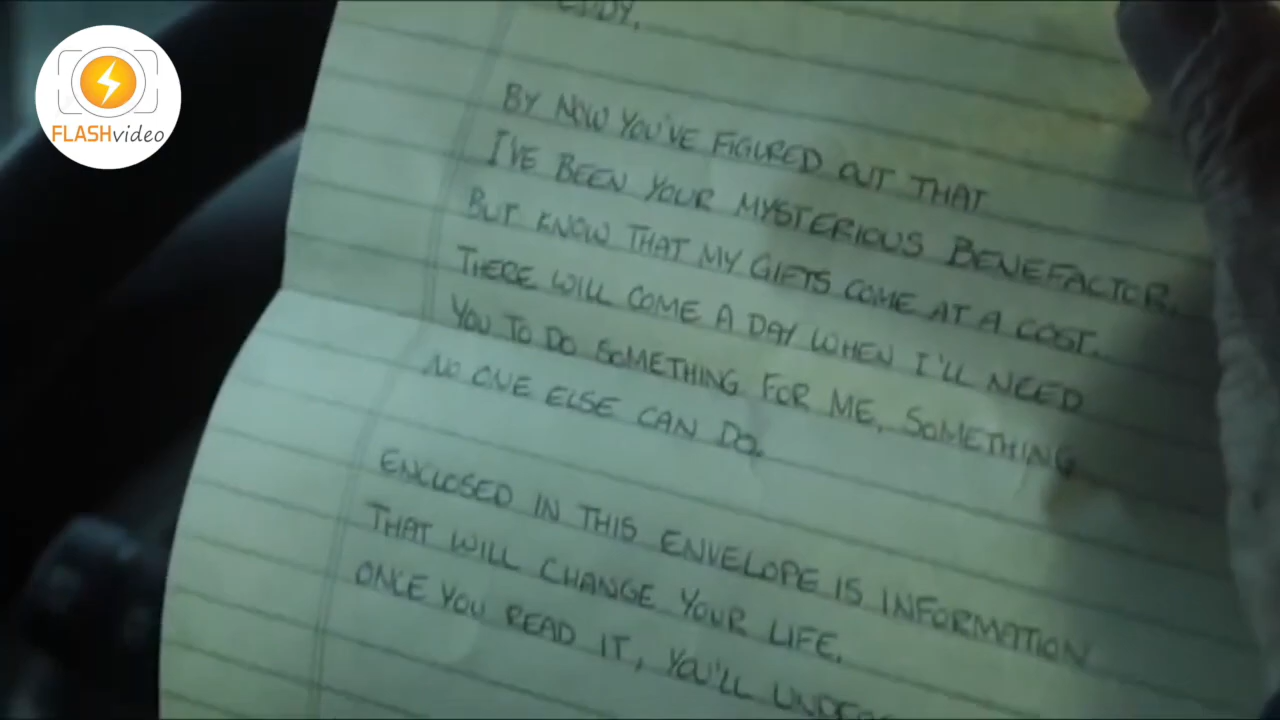 FLASHvideo
BY NOW YOU'VE FIGURED OUT THAT
I'VE BEEN YOUR MYSTERIOUS BENEFACTOR.
BUT KNOW THAT MY GIFTS COME AT A COST.
THERE WILL COME A DAY WHEN I'LL NEED
YOU TO DO SOMETHING FOR ME, SOMETHING
NO ONE ELSE CAN DO.
ENCLOSED IN THIS ENVELOPE IS INFORMATION
THAT WILL CHANGE YOUR LIFE.
ONCE YOU READ IT, YOU'LL